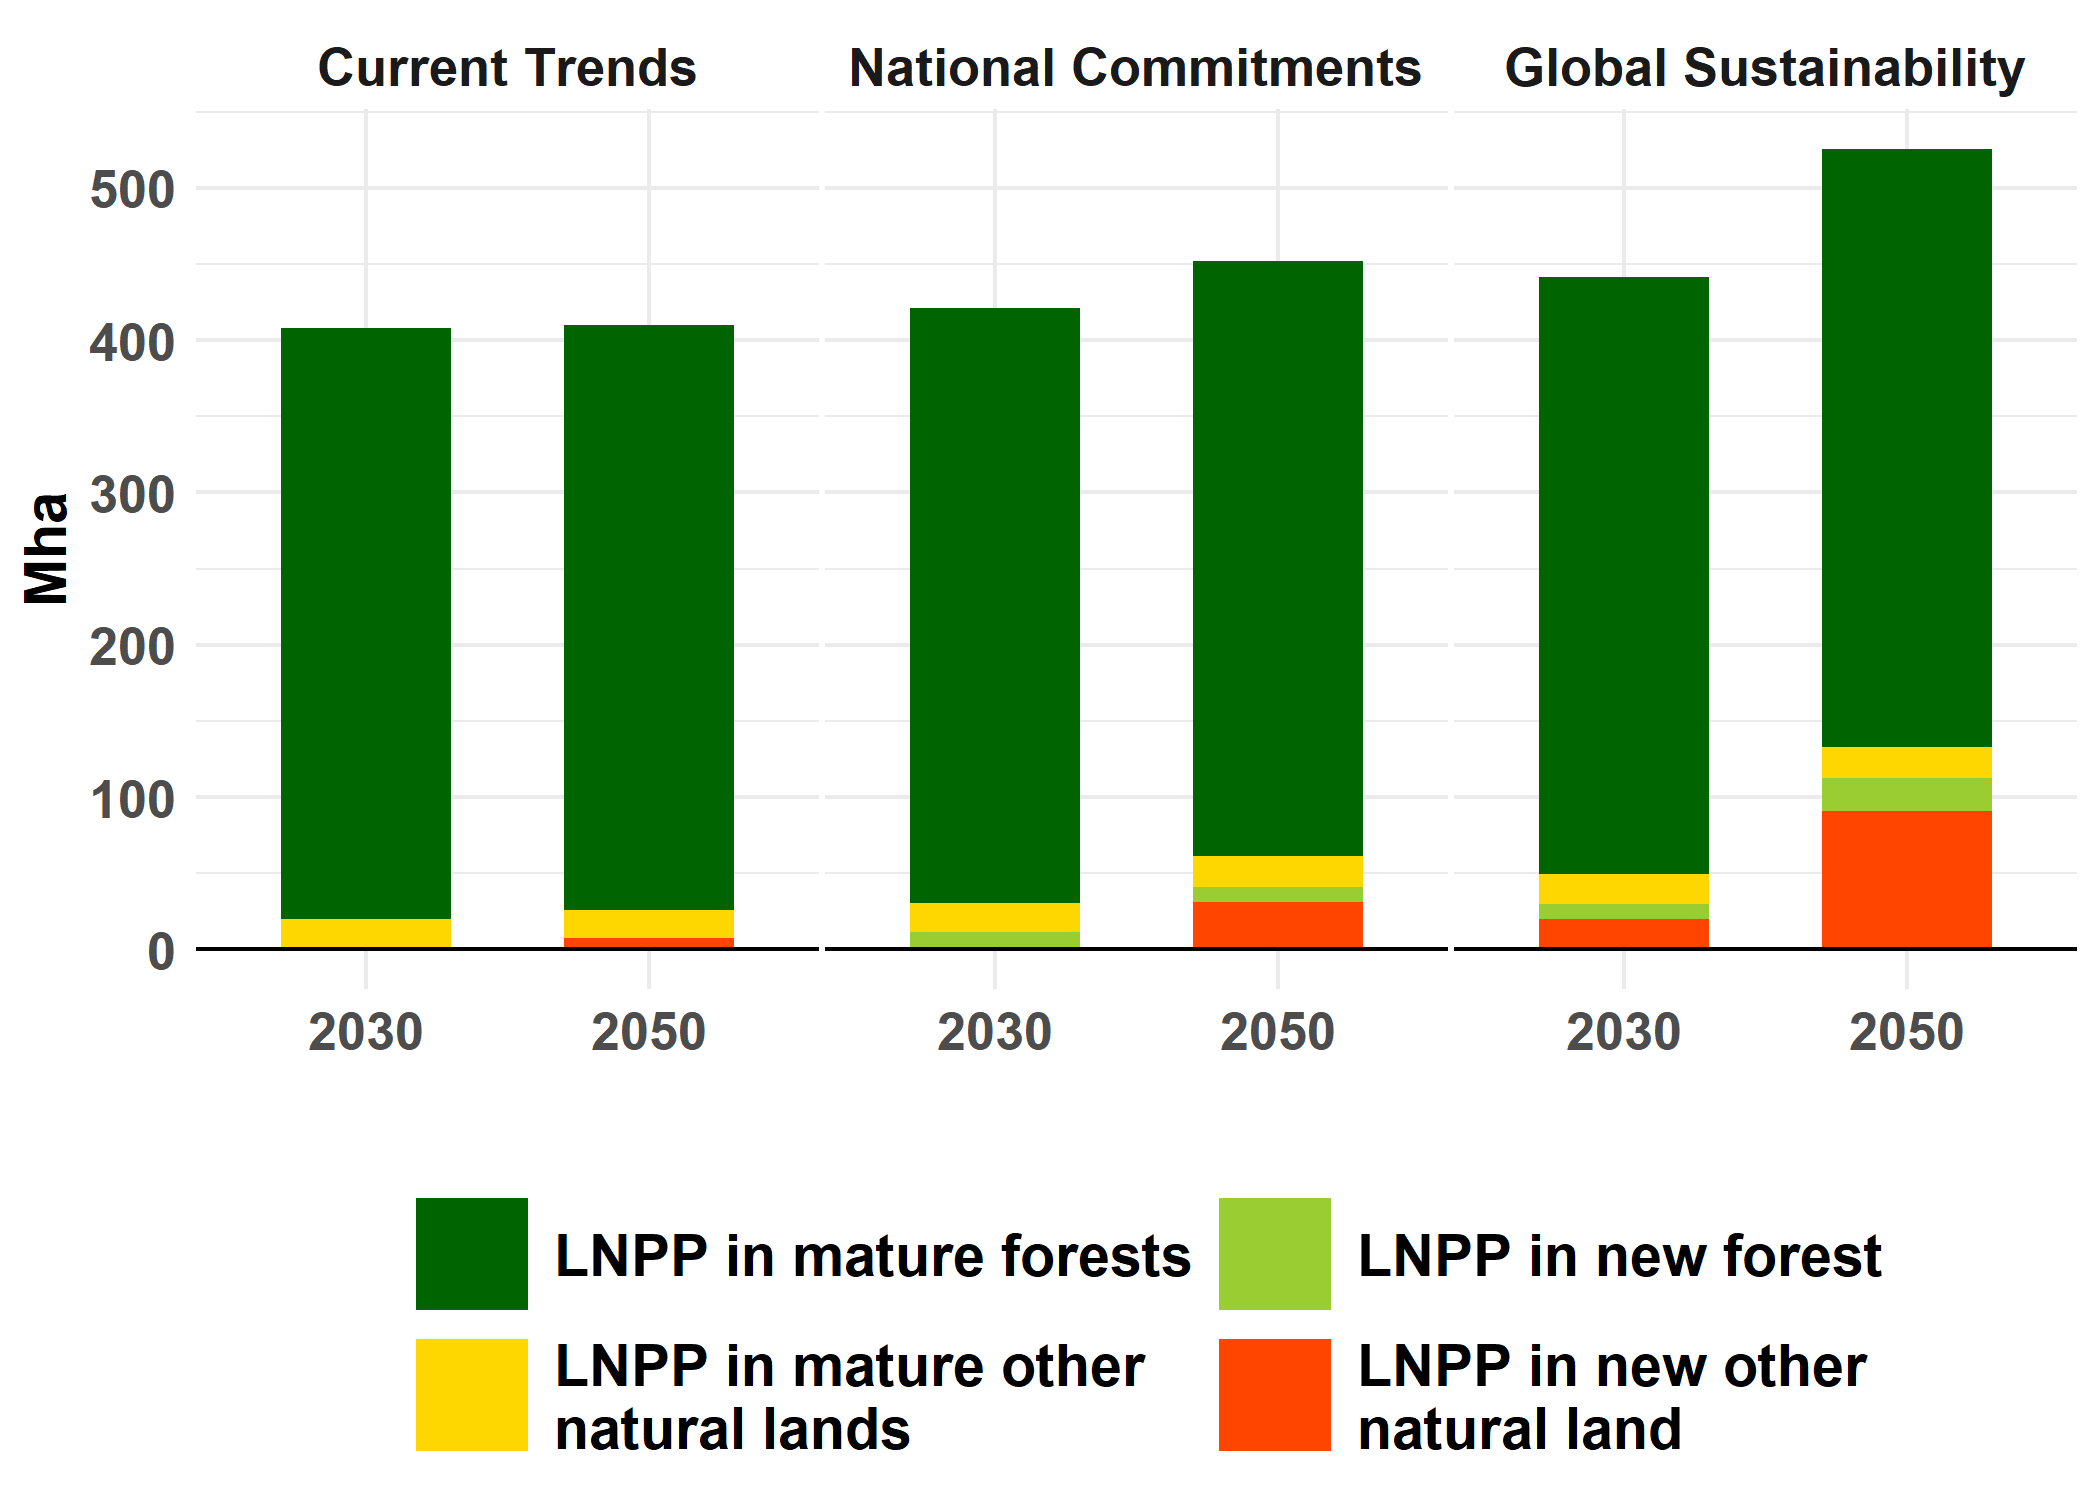 Current Trends
National Commitments
Global Sustainability
Mha
500
400
300
200
100
0
2030
2050
2030
2050
2030
2050
LNPP in mature forests
LNPP in new forest
LNPP in mature other
natural lands
LNPP in new other
natural land